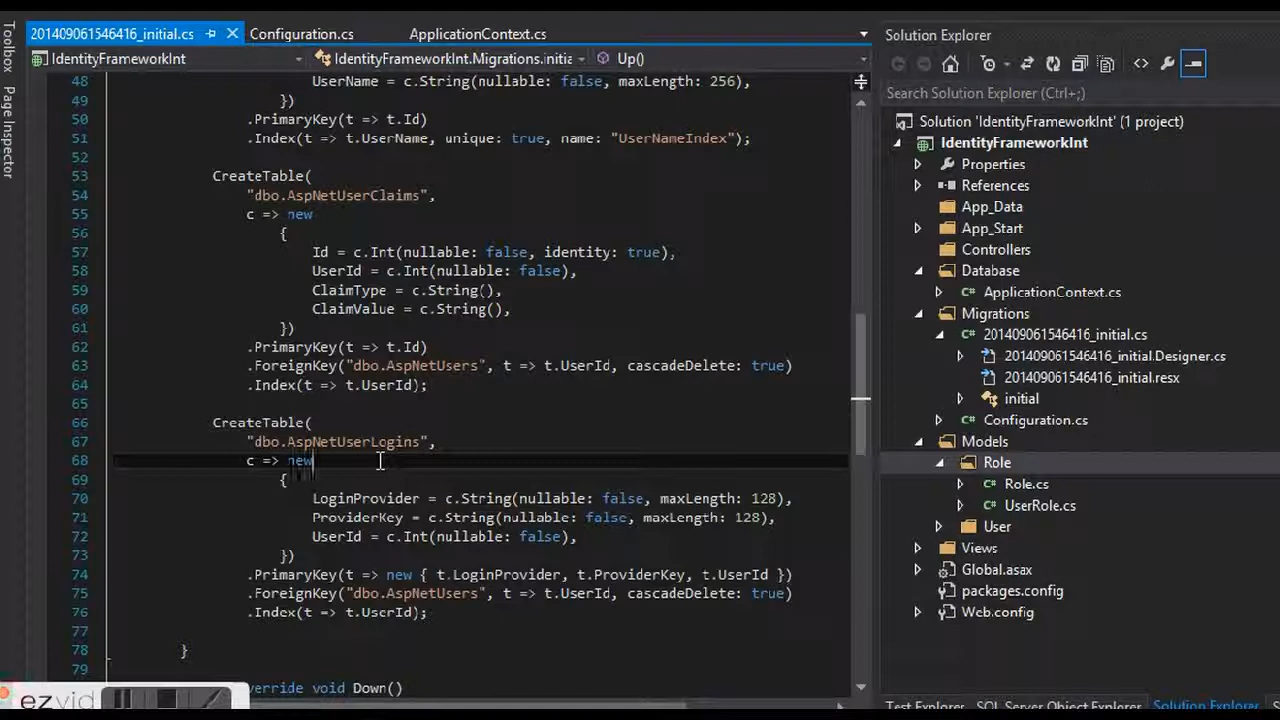 Toolbox
Page Inspector
201409061546416_initial.cs
Configuration.cs
ApplicationContext.cs
IdentityFrameworkInt
IdentityFrameworkInt.Migrations.initia
Up()
48 UserName = c.String(nullable: false, maxLength: 256),
49 })
50 .PrimaryKey(t => t.Id)
51 .Index(t => t.UserName, unique: true, name: "UserNameIndex");
52
53 CreateTable(
54 "dbo.AspNetUserClaims",
55 c => new
56 {
57 Id = c.Int(nullable: false, identity: true),
58 UserId = c.Int(nullable: false),
59 ClaimType = c.String(),
60 ClaimValue = c.String(),
61 })
62 .PrimaryKey(t => t.Id)
63 .ForeignKey("dbo.AspNetUsers", t => t.UserId, cascadeDelete: true)
64 .Index(t => t.UserId);
65
66 CreateTable(
67 "dbo.AspNetUserLogins",
68 c => new
69 {
70 LoginProvider = c.String(nullable: false, maxLength: 128),
71 ProviderKey = c.String(nullable: false, maxLength: 128),
72 UserId = c.Int(nullable: false),
73 })
74 .PrimaryKey(t => new { t.LoginProvider, t.ProviderKey, t.UserId })
75 .ForeignKey("dbo.AspNetUsers", t => t.UserId, cascadeDelete: true)
76 .Index(t => t.UserId);
77
78 }
79
verride void Down()
ezvid
Solution Explorer
Search Solution Explorer (Ctrl+;)
Solution 'IdentityFrameworkInt' (1 project)
IdentityFrameworkInt
Properties
References
App_Data
App_Start
Controllers
Database
C# ApplicationContext.cs
Migrations
C# 201409061546416_initial.cs
201409061546416_initial.Designer.cs
201409061546416_initial.resx
initial
C# Configuration.cs
Models
Role
C# Role.cs
C# UserRole.cs
User
Views
Global.asax
packages.config
Web.config
Test Explorer
SQL Server Object Explorer
Solution Explorer